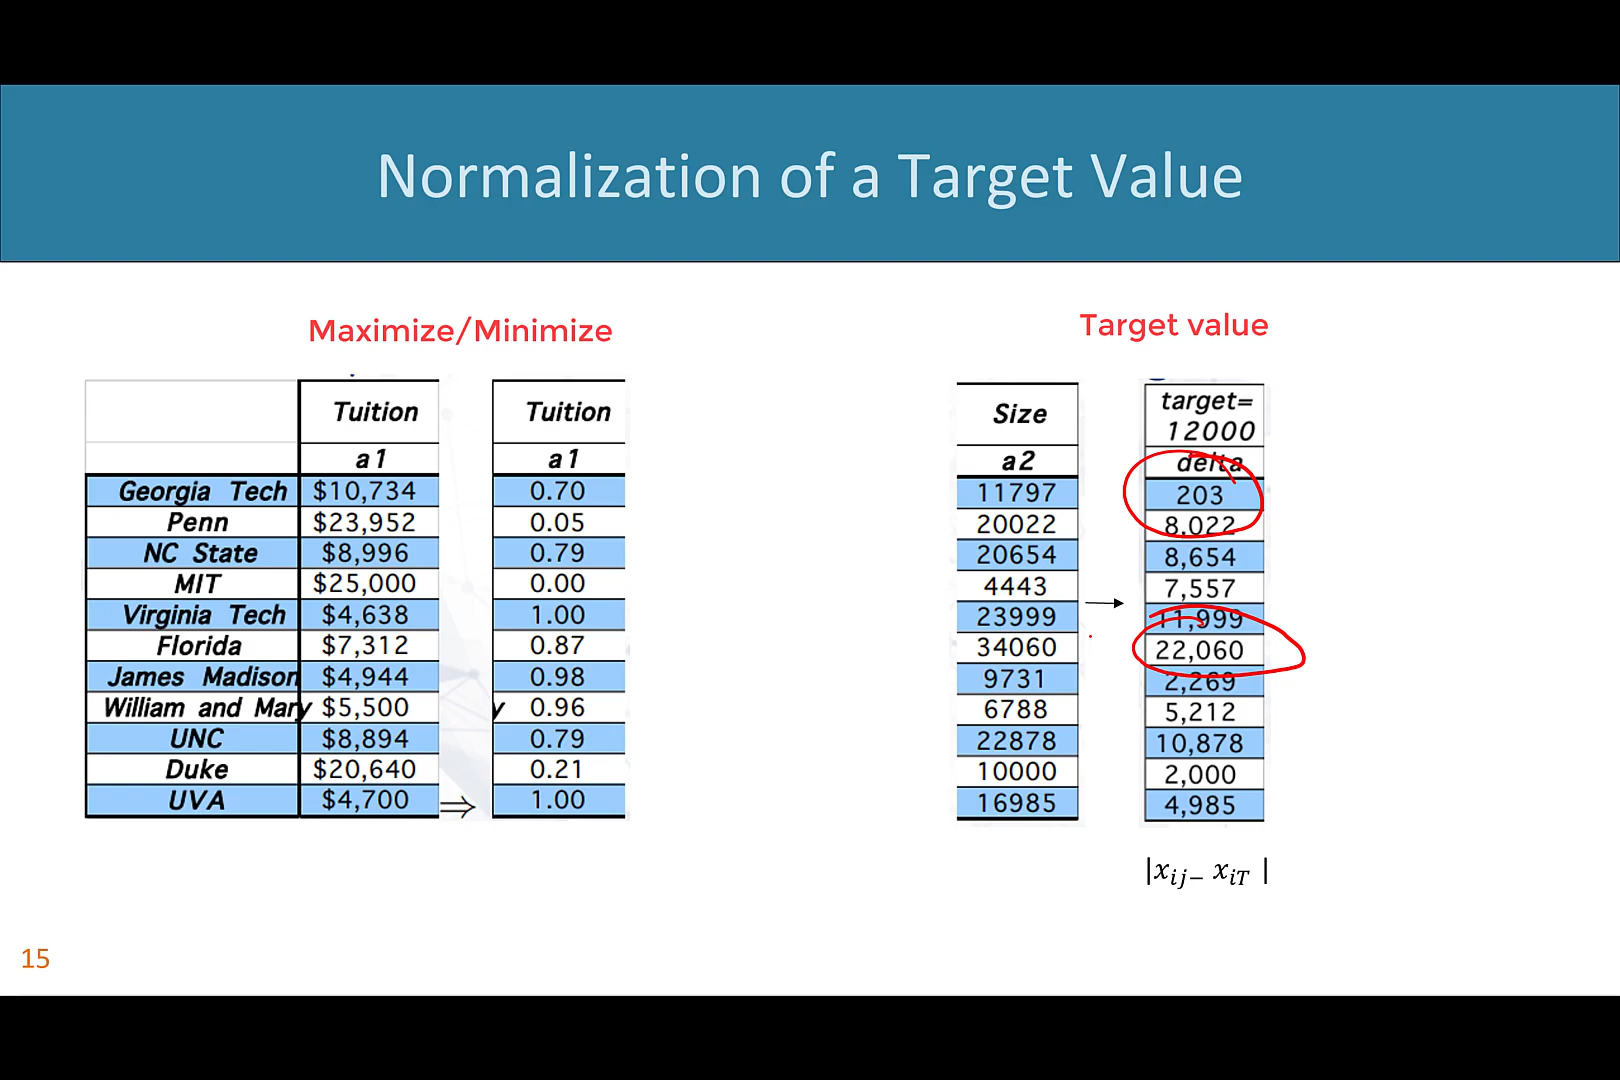 Normalization of a Target Value
Maximize/Minimize
Target value
Tuition Tuition Size target= 12000
a1 a1 a2 delta
Georgia Tech $10,734 0.70 11797 203
Penn $23,952 0.05 20022 8,022
NC State $8,996 0.79 20654 8,654
MIT $25,000 0.00 4443 7,557
Virginia Tech $4,638 1.00 23999 11,999
Florida $7,312 0.87 34060 22,060
James Madison $4,944 0.98 9731 2,269
William and Mary $5,500 y 0.96 6788 5,212
UNC $8,894 0.79 22878 10,878
Duke $20,640 0.21 10000 2,000
UVA $4,700 ⇒ 1.00 16985 4,985
|x_{ij−} x_{iT} |
15